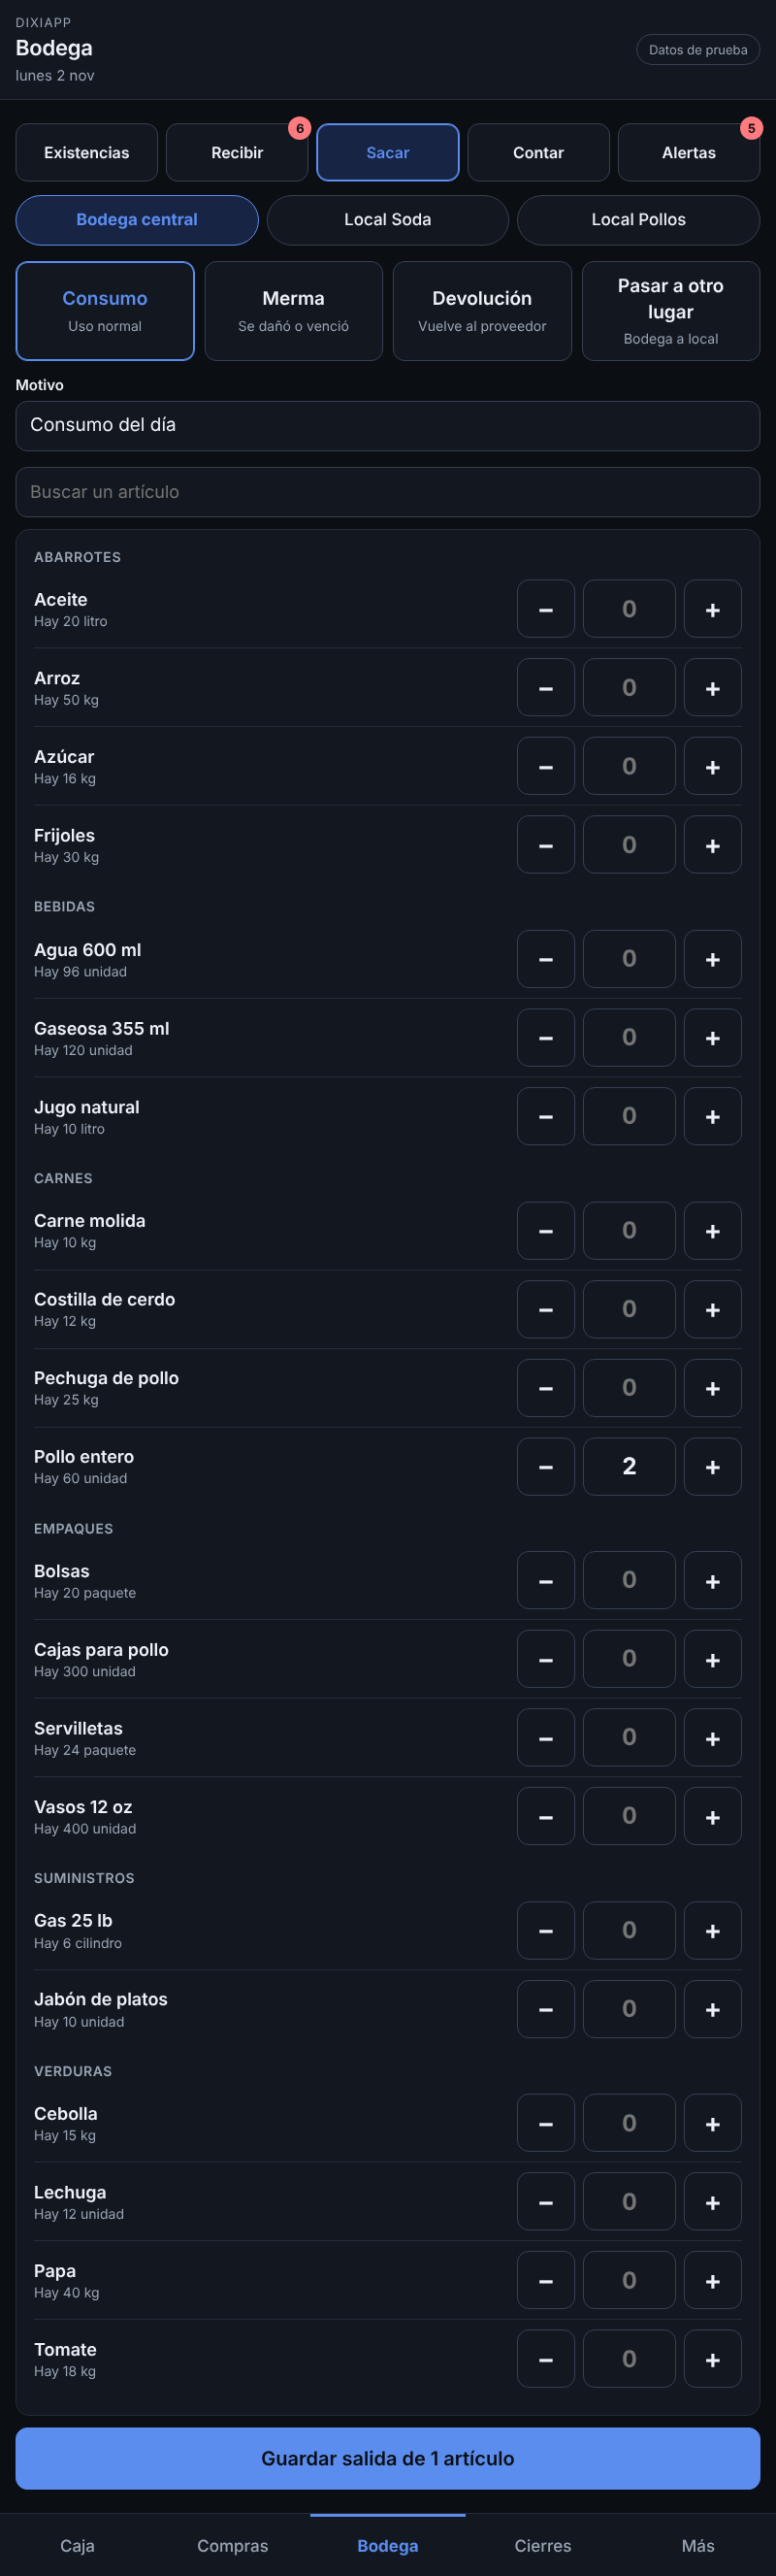 DIXIAPP
Bodega
lunes 2 nov
Datos de prueba
Existencias
Recibir
6
Sacar
Contar
Alertas
5
Bodega central
Local Soda
Local Pollos
Consumo
Uso normal
Merma
Se dañó o venció
Devolución
Vuelve al proveedor
Pasar a otro
lugar
Bodega a local
Motivo
Consumo del día
Buscar un artículo
ABARROTES
Aceite
Hay 20 litro
− 0 +
Arroz
Hay 50 kg
− 0 +
Azúcar
Hay 16 kg
− 0 +
Frijoles
Hay 30 kg
− 0 +
BEBIDAS
Agua 600 ml
Hay 96 unidad
− 0 +
Gaseosa 355 ml
Hay 120 unidad
− 0 +
Jugo natural
Hay 10 litro
− 0 +
CARNES
Carne molida
Hay 10 kg
− 0 +
Costilla de cerdo
Hay 12 kg
− 0 +
Pechuga de pollo
Hay 25 kg
− 0 +
Pollo entero
Hay 60 unidad
− 2 +
EMPAQUES
Bolsas
Hay 20 paquete
− 0 +
Cajas para pollo
Hay 300 unidad
− 0 +
Servilletas
Hay 24 paquete
− 0 +
Vasos 12 oz
Hay 400 unidad
− 0 +
SUMINISTROS
Gas 25 lb
Hay 6 cilindro
− 0 +
Jabón de platos
Hay 10 unidad
− 0 +
VERDURAS
Cebolla
Hay 15 kg
− 0 +
Lechuga
Hay 12 unidad
− 0 +
Papa
Hay 40 kg
− 0 +
Tomate
Hay 18 kg
− 0 +
Guardar salida de 1 artículo
Caja
Compras
Bodega
Cierres
Más